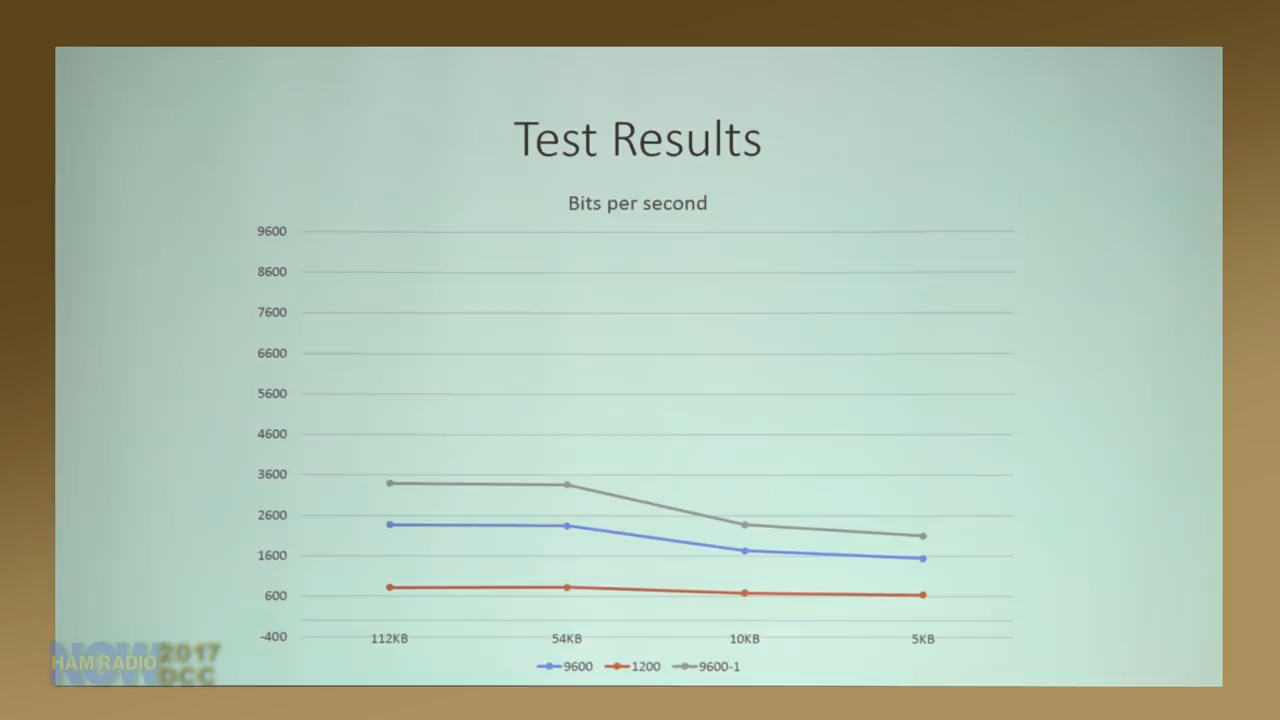 Test Results
Bits per second
9600
8600
7600
6600
5600
4600
3600
2600
1600
600
-400
112KB 54KB 10KB 5KB
9600 1200 9600-1
NOW
HAM RADIO
2017
DCC